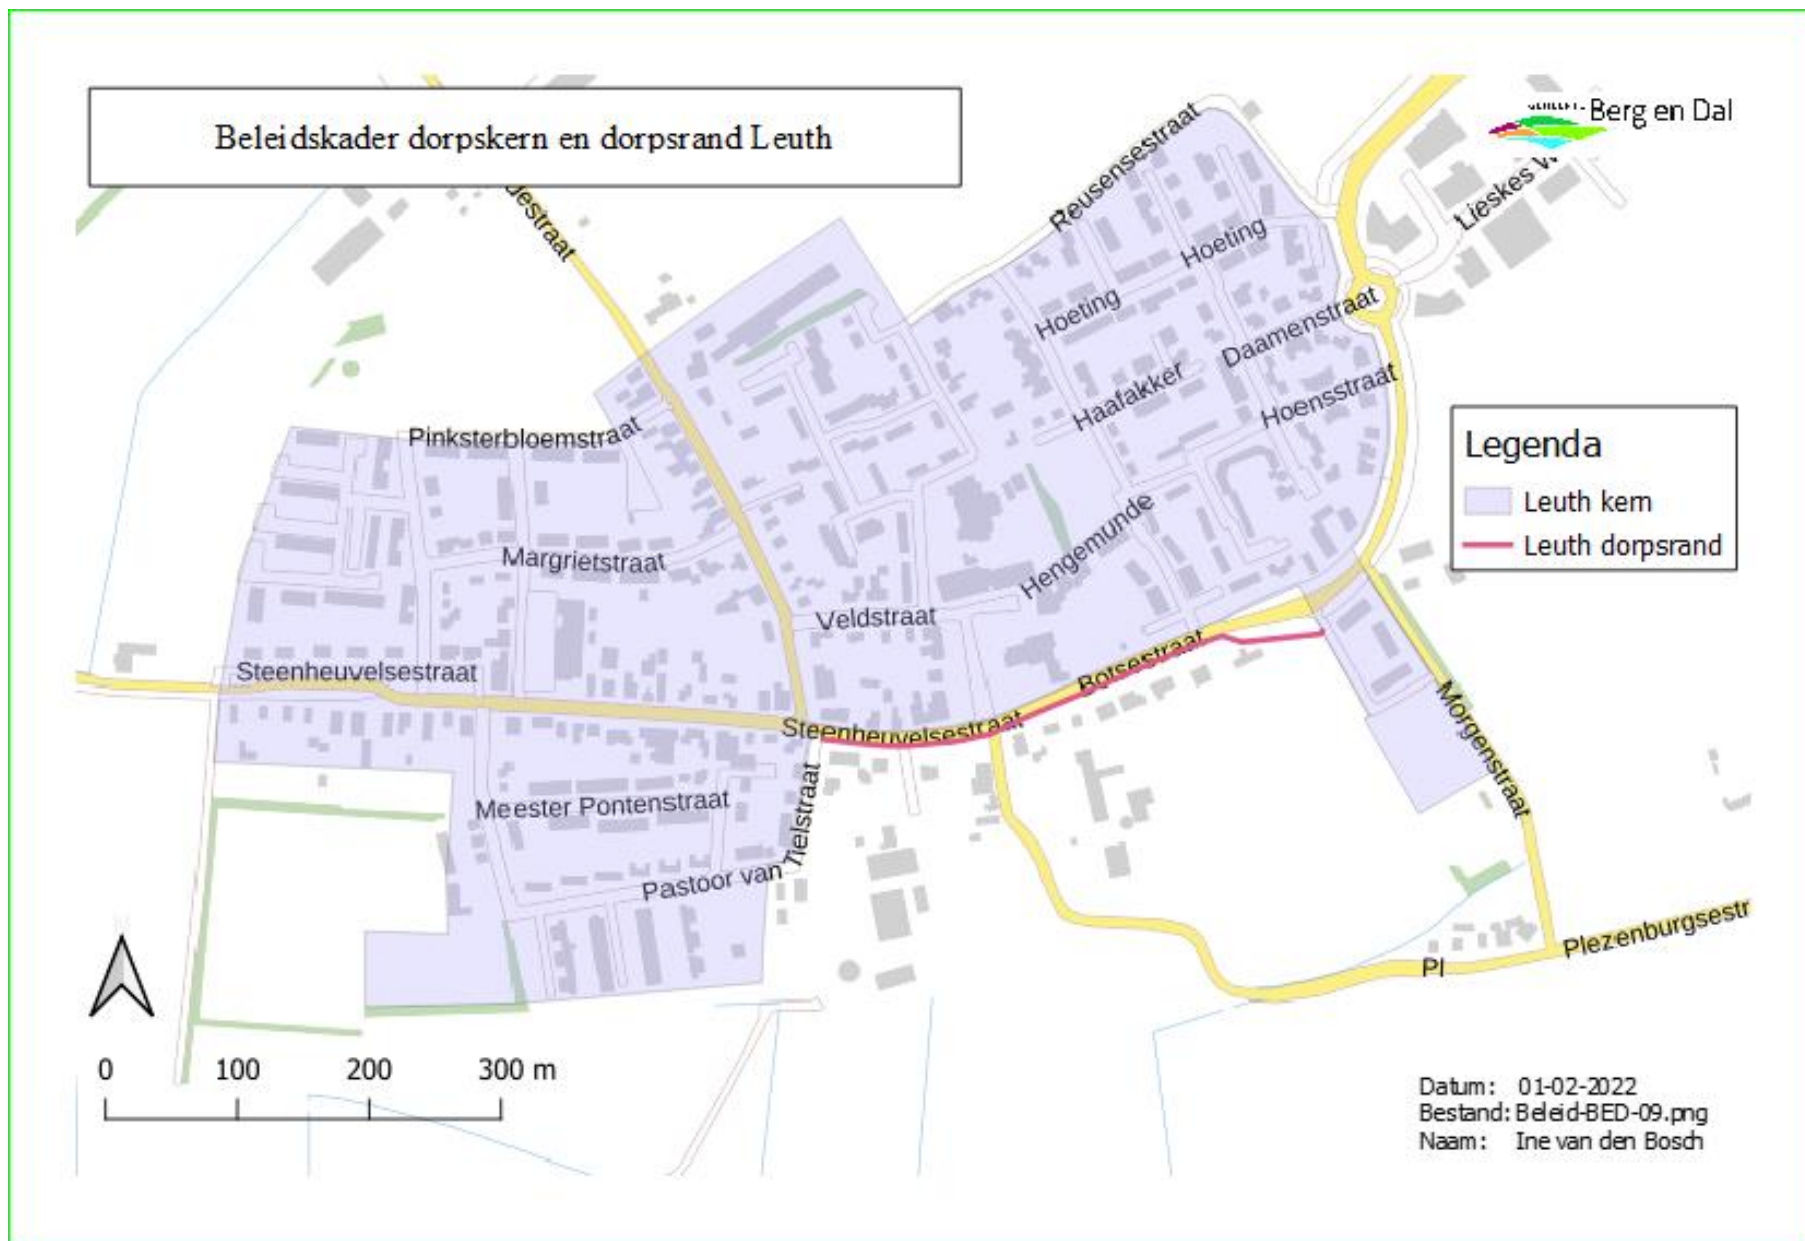 Beleidskader dorpskern en dorpsrand Leuth
Berg en Dal
Lieskes
Reusensestraat
Hoeting
Hoeting
Daamenstraat
Haafakker
Hoensstraat
Pinksterbloemstraat
Margrietstraat
Hengemunde
Veldstraat
Steenheuvelsestraat
Botsestraat
Steenheuvelsestraat
Morgenstraat
Meester Pontenstraat
Pastoor van Tielstraat
Plezenburgsestr
Pl
Legenda
Leuth kern
Leuth dorpsrand
0 100 200 300 m
Datum: 01-02-2022
Bestand: Beleid-BED-09.png
Naam: Ine van den Bosch